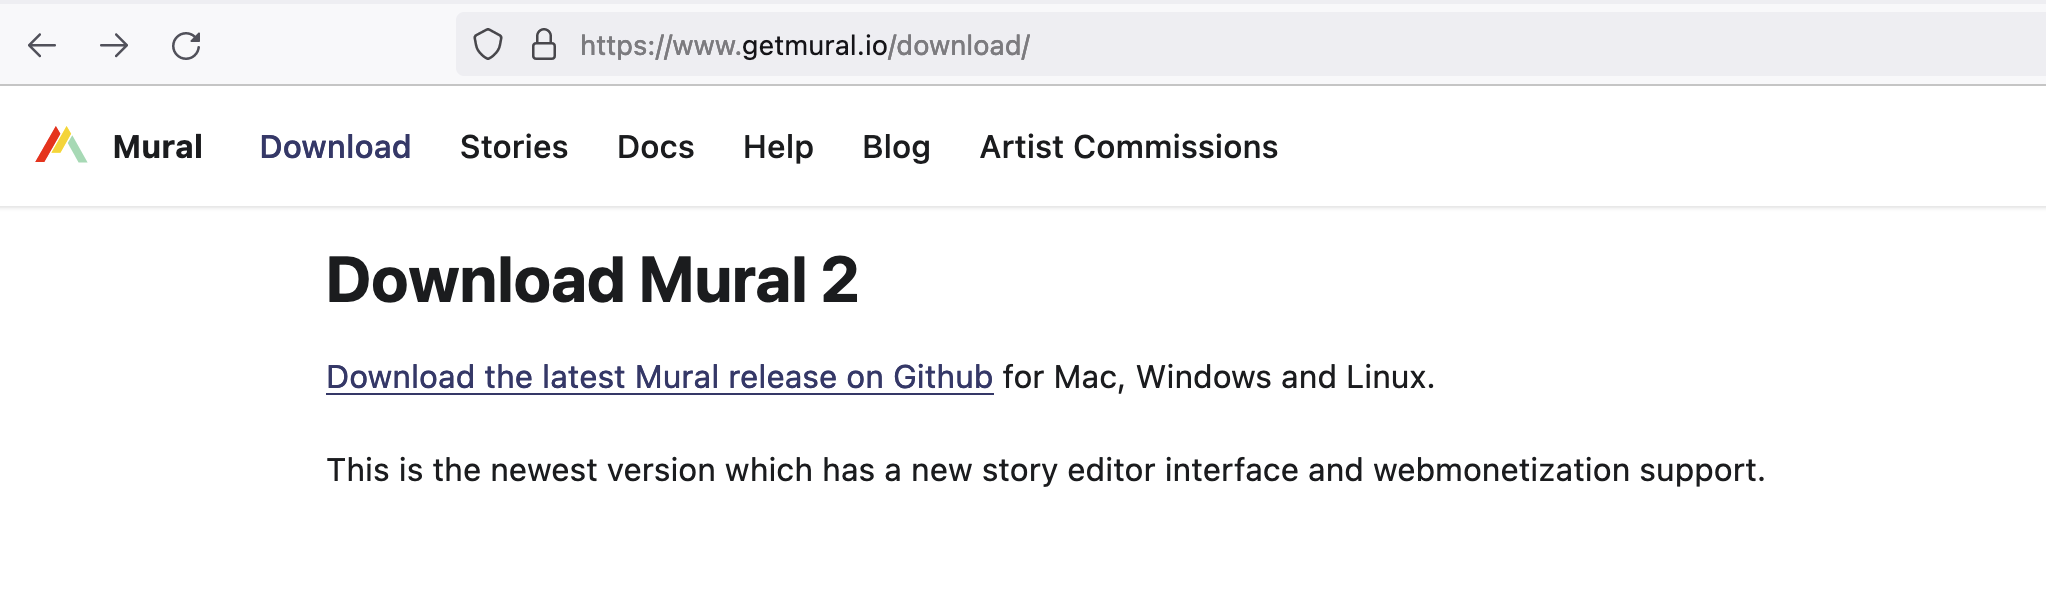 https://www.getmural.io/download/
Mural Download Stories Docs Help Blog Artist Commissions
Download Mural 2
Download the latest Mural release on Github for Mac, Windows and Linux.
This is the newest version which has a new story editor interface and webmonetization support.